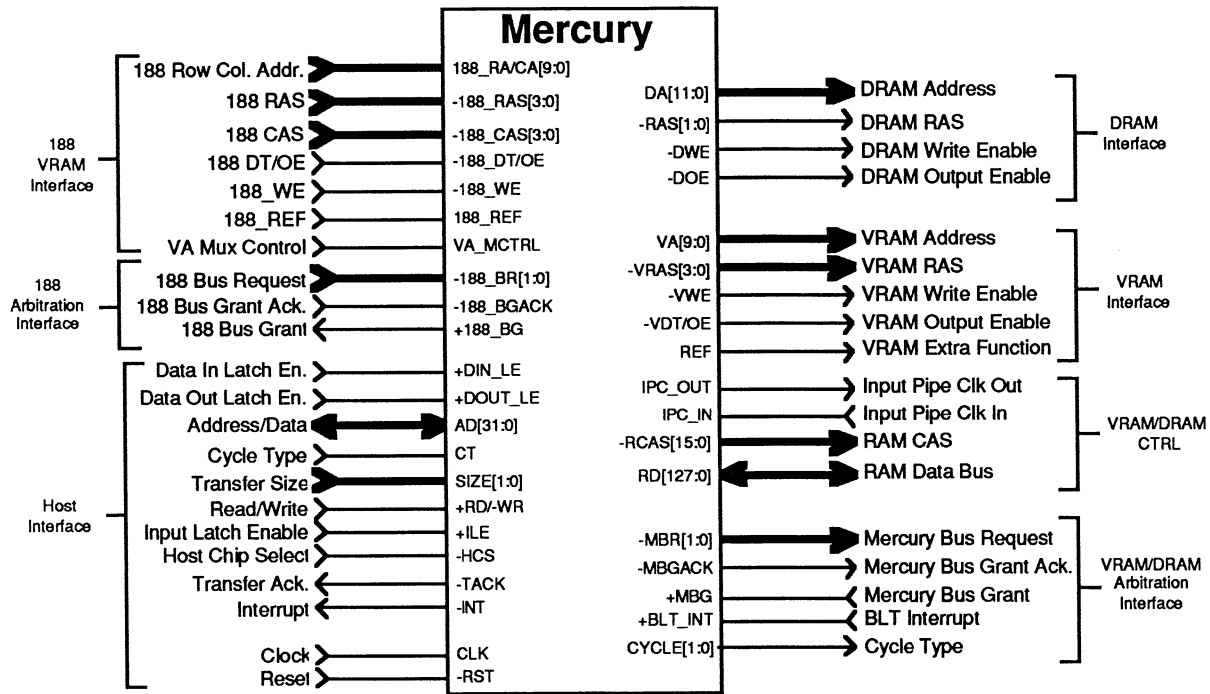 Mercury
188
VRAM
Interface
188 Row Col. Addr. 188_RA/CA[9:0]
188 RAS -188_RAS[3:0]
188 CAS -188_CAS[3:0]
188 DT/OE -188_DT/OE
188_WE -188_WE
188_REF 188_REF
VA Mux Control VA_MCTRL
188
Arbitration
Interface
188 Bus Request -188_BR[1:0]
188 Bus Grant Ack. -188_BGACK
188 Bus Grant +188_BG
Host
Interface
Data In Latch En. +DIN_LE
Data Out Latch En. +DOUT_LE
Address/Data AD[31:0]
Cycle Type CT
Transfer Size SIZE[1:0]
Read/Write +RD/-WR
Input Latch Enable +ILE
Host Chip Select -HCS
Transfer Ack. -TACK
Interrupt -INT
Clock CLK
Reset -RST
DA[11:0] DRAM Address
-RAS[1:0] DRAM RAS
-DWE DRAM Write Enable
-DOE DRAM Output Enable
DRAM
Interface
VA[9:0] VRAM Address
-VRAS[3:0] VRAM RAS
-VWE VRAM Write Enable
-VDT/OE VRAM Output Enable
REF VRAM Extra Function
VRAM
Interface
IPC_OUT Input Pipe Clk Out
IPC_IN Input Pipe Clk In
-RCAS[15:0] RAM CAS
RD[127:0] RAM Data Bus
VRAM/DRAM
CTRL
-MBR[1:0] Mercury Bus Request
-MBGACK Mercury Bus Grant Ack.
+MBG Mercury Bus Grant
+BLT_INT BLT Interrupt
CYCLE[1:0] Cycle Type
VRAM/DRAM
Arbitration
Interface